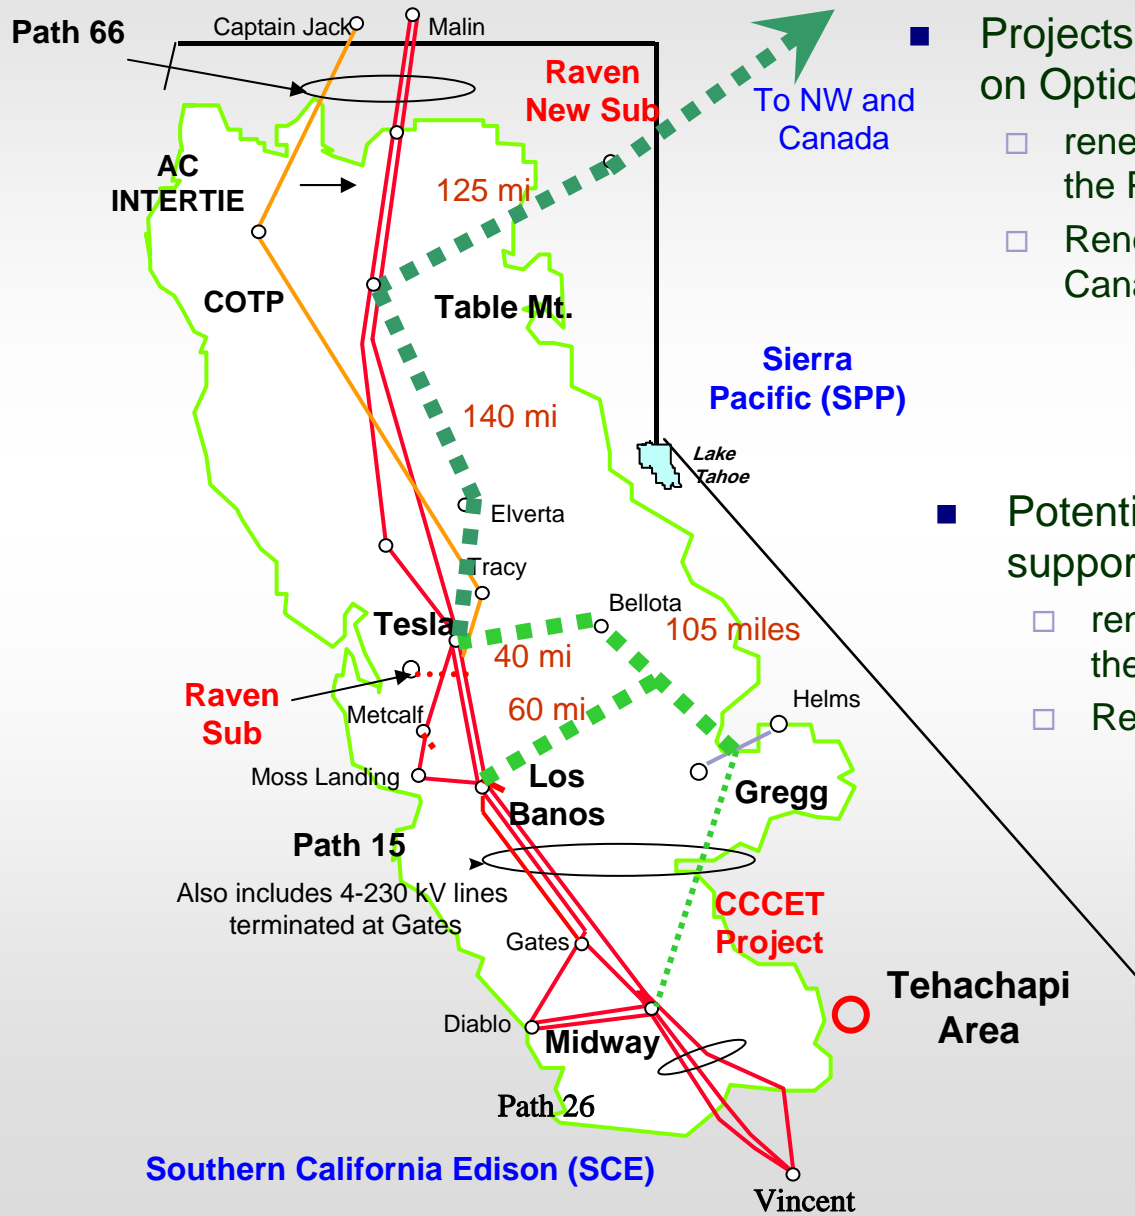 Path 66
Captain Jack
Malin
Raven
New Sub
To NW and
Canada
AC
INTERTIE
125 mi
COTP
Table Mt.
Sierra
Pacific (SPP)
140 mi
Lake
Tahoe
Elverta
Tracy
Bellota
Tesla
105 miles
40 mi
Raven
Sub
Metcalf
60 mi
Helms
Moss Landing
Los
Banos
Gregg
Path 15
Also includes 4-230 kV lines
terminated at Gates
CCCET
Project
Gates
Tehachapi
Area
Diablo
Midway
Path 26
Southern California Edison (SCE)
Vincent
Projects
on Optio
rene
the F
Rene
Cana
Potenti
suppor
ren
the
Re